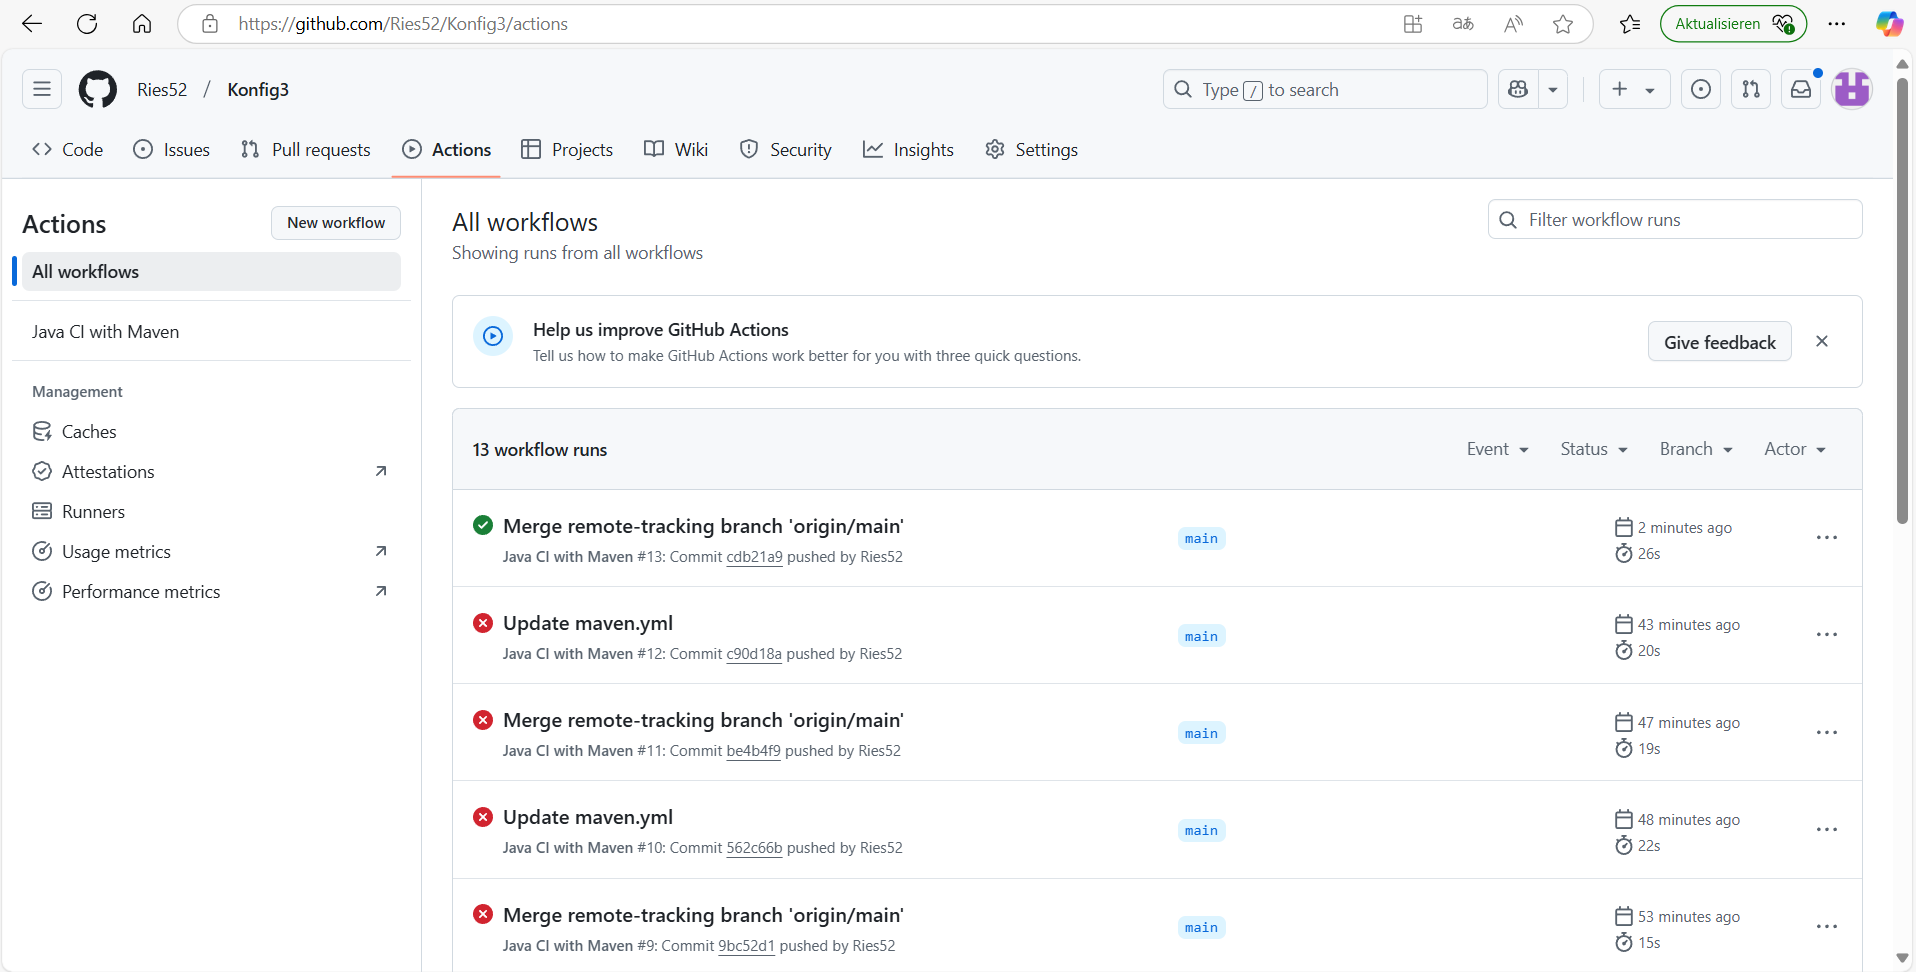 https://github.com/Ries52/Konfig3/actions
aあ
A
Aktualisieren
Ries52 / Konfig3
Type / to search
Code
Issues
Pull requests
Actions
Projects
Wiki
Security
Insights
Settings
Actions
New workflow
All workflows
Java CI with Maven
Management
Caches
Attestations
Runners
Usage metrics
Performance metrics
All workflows
Showing runs from all workflows
Filter workflow runs
Help us improve GitHub Actions
Tell us how to make GitHub Actions work better for you with three quick questions.
Give feedback
13 workflow runs
Event
Status
Branch
Actor
Merge remote-tracking branch 'origin/main'
Java CI with Maven #13: Commit cdb21a9 pushed by Ries52
main
2 minutes ago
26s
Update maven.yml
Java CI with Maven #12: Commit c90d18a pushed by Ries52
main
43 minutes ago
20s
Merge remote-tracking branch 'origin/main'
Java CI with Maven #11: Commit be4b4f9 pushed by Ries52
main
47 minutes ago
19s
Update maven.yml
Java CI with Maven #10: Commit 562c66b pushed by Ries52
main
48 minutes ago
22s
Merge remote-tracking branch 'origin/main'
Java CI with Maven #9: Commit 9bc52d1 pushed by Ries52
main
53 minutes ago
15s